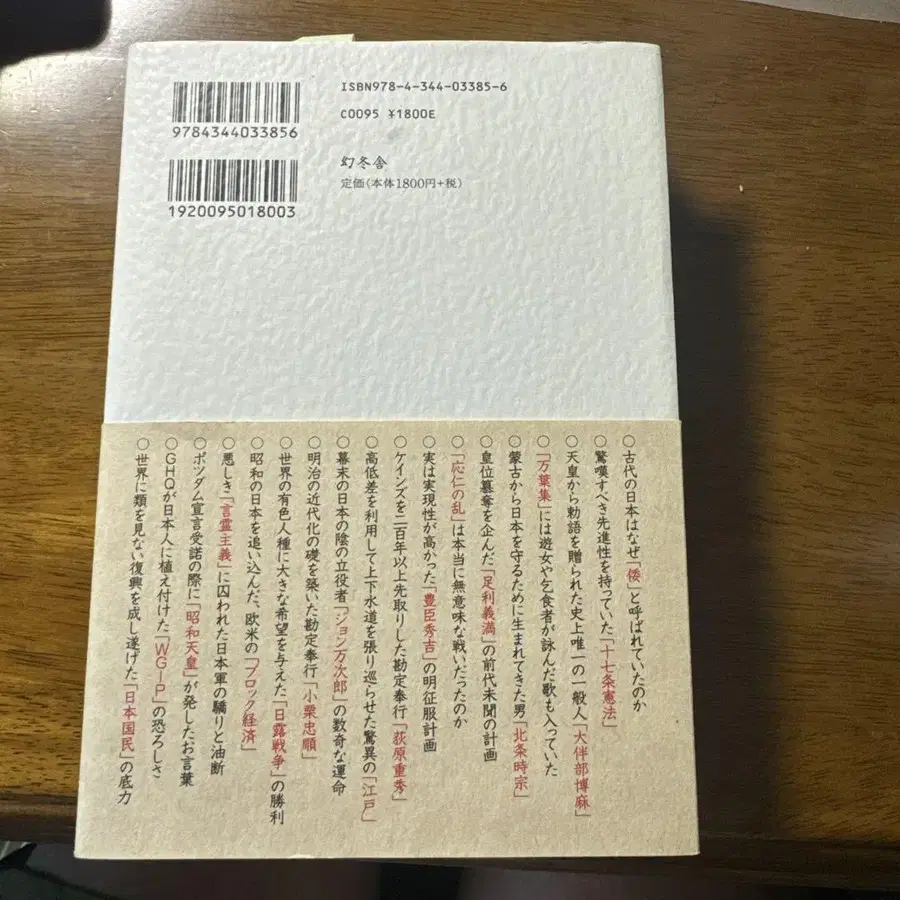 ISBN978-4-344-03385-6
C0095 ¥1800E
9784344033856
幻冬舎
定価(本体1800円+税)
1920095018003
○古代の日本はなぜ「倭」と呼ばれていたのか
○驚嘆すべき先進性を持っていた「十七条憲法」
○天皇から勅語を贈られた史上唯一の一般人「大伴部博麻」
○「万葉集」には遊女や乞食者が詠んだ歌も入っていた
○蒙古から日本を守るために生まれてきた男「北条時宗」
○皇位簒奪を企んだ「足利義満」の前代未聞の計画
○「応仁の乱」は本当に無意味な戦いだったのか
○実は実現性が高かった「豊臣秀吉」の明征服計画
○ケインズを二百年以上先取りした勘定奉行「荻原重秀」
○高低差を利用して上下水道を張り巡らせた驚異の「江戸」
○幕末の日本の陰の立役者「ジョン万次郎」の数奇な運命
○明治の近代化の礎を築いた勘定奉行「小栗忠順」
○世界の有色人種に大きな希望を与えた「日露戦争」の勝利
○昭和の日本を追い込んだ、欧米の「ブロック経済」
○悪しき「言霊主義」に囚われた日本軍の驕りと油断
○ポツダム宣言受諾の際に「昭和天皇」が発したお言葉
○GHQが日本人に植え付けた「WGIP」の恐ろしさ
○世界に類を見ない復興を成し遂げた「日本国民」の底力